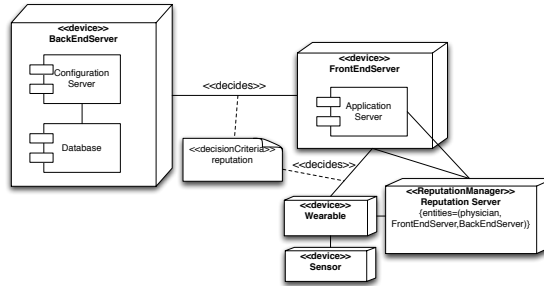 <<device>>
BackEndServer
Configuration
Server
Database
<<decides>>
<<device>>
FrontEndServer
Application
Server
<<decisionCriteria>>
reputation
<<decides>>
<<device>>
Wearable
<<device>>
Sensor
<<ReputationManager>>
Reputation Server
{entities=(physician,
FrontEndServer,BackEndServer)}